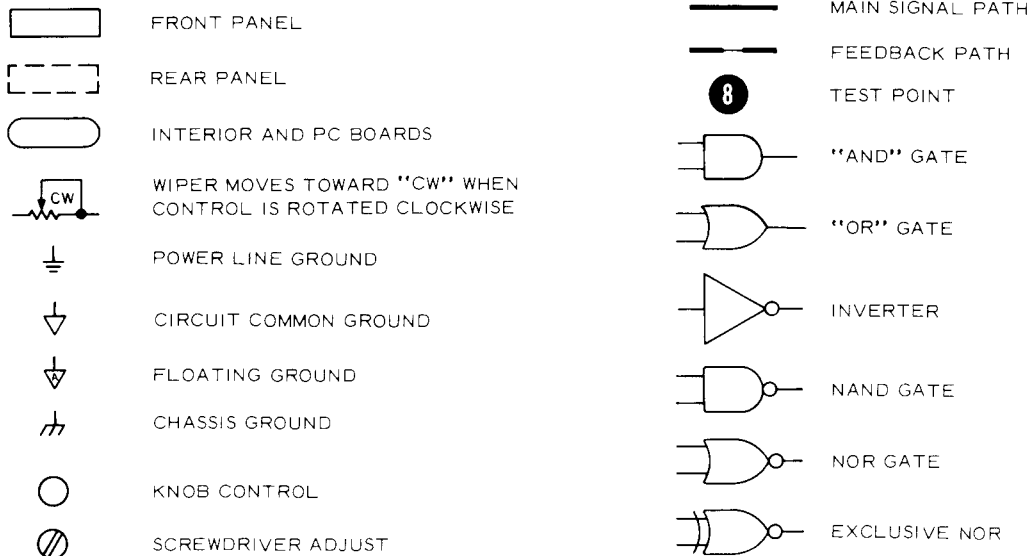 FRONT PANEL
REAR PANEL
INTERIOR AND PC BOARDS
CW
WIPER MOVES TOWARD "CW" WHEN
CONTROL IS ROTATED CLOCKWISE
POWER LINE GROUND
CIRCUIT COMMON GROUND
A
FLOATING GROUND
CHASSIS GROUND
KNOB CONTROL
SCREWDRIVER ADJUST
MAIN SIGNAL PATH
FEEDBACK PATH
8
TEST POINT
"AND" GATE
"OR" GATE
INVERTER
NAND GATE
NOR GATE
EXCLUSIVE NOR